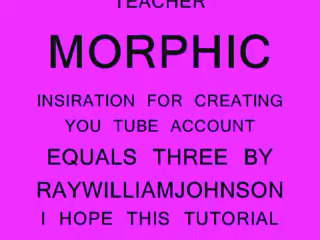 TEACHER
MORPHIC
INSIRATION FOR CREATING
YOU TUBE ACCOUNT
EQUALS THREE BY
RAYWILLIAMJOHNSON
I HOPE THIS TUTORIAL